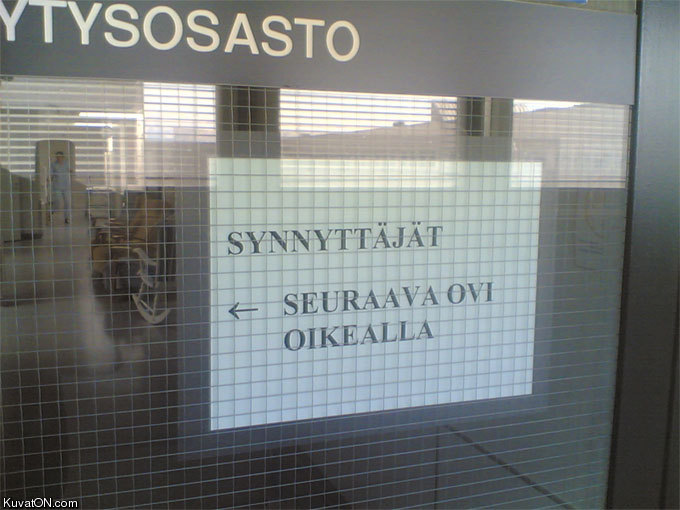 YTYSOSASTO
SYNNYTTÄJÄT
← SEURAAVA OVI
OIKEALLA
KuvatON.com